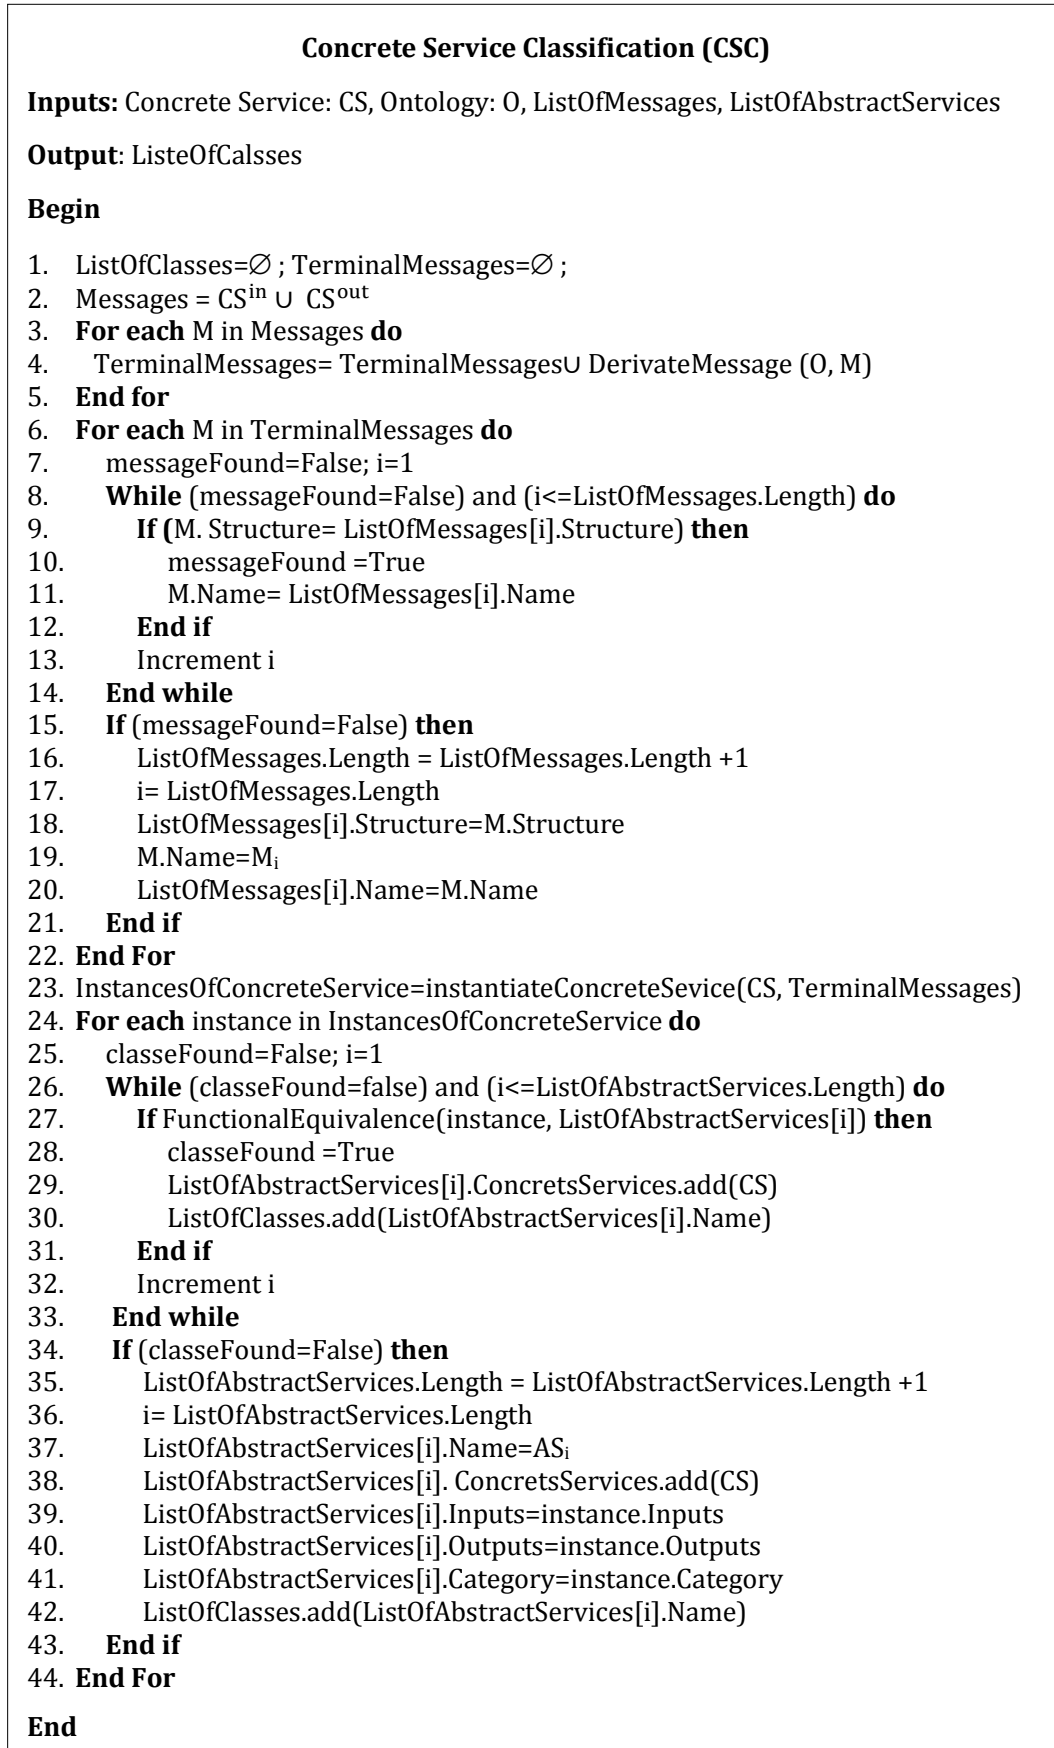 Concrete Service Classification (CSC)
Inputs: Concrete Service: CS, Ontology: O, ListOfMessages, ListOfAbstractServices
Output: ListeOfCalsses
Begin
1. ListOfClasses=∅ ; TerminalMessages=∅ ;
2. Messages = CSⁱⁿ ∪ CSᵒᵘᵗ
3. For each M in Messages do
4. TerminalMessages= TerminalMessages∪ DerivateMessage (O, M)
5. End for
6. For each M in TerminalMessages do
7. messageFound=False; i=1
8. While (messageFound=False) and (i<=ListOfMessages.Length) do
9. If (M. Structure= ListOfMessages[i].Structure) then
10. messageFound =True
11. M.Name= ListOfMessages[i].Name
12. End if
13. Increment i
14. End while
15. If (messageFound=False) then
16. ListOfMessages.Length = ListOfMessages.Length +1
17. i= ListOfMessages.Length
18. ListOfMessages[i].Structure=M.Structure
19. M.Name=Mᵢ
20. ListOfMessages[i].Name=M.Name
21. End if
22. End For
23. InstancesOfConcreteService=instantiateConcreteSevice(CS, TerminalMessages)
24. For each instance in InstancesOfConcreteService do
25. classeFound=False; i=1
26. While (classeFound=false) and (i<=ListOfAbstractServices.Length) do
27. If FunctionalEquivalence(instance, ListOfAbstractServices[i]) then
28. classeFound =True
29. ListOfAbstractServices[i].ConcretsServices.add(CS)
30. ListOfClasses.add(ListOfAbstractServices[i].Name)
31. End if
32. Increment i
33. End while
34. If (classeFound=False) then
35. ListOfAbstractServices.Length = ListOfAbstractServices.Length +1
36. i= ListOfAbstractServices.Length
37. ListOfAbstractServices[i].Name=ASᵢ
38. ListOfAbstractServices[i]. ConcretsServices.add(CS)
39. ListOfAbstractServices[i].Inputs=instance.Inputs
40. ListOfAbstractServices[i].Outputs=instance.Outputs
41. ListOfAbstractServices[i].Category=instance.Category
42. ListOfClasses.add(ListOfAbstractServices[i].Name)
43. End if
44. End For
End